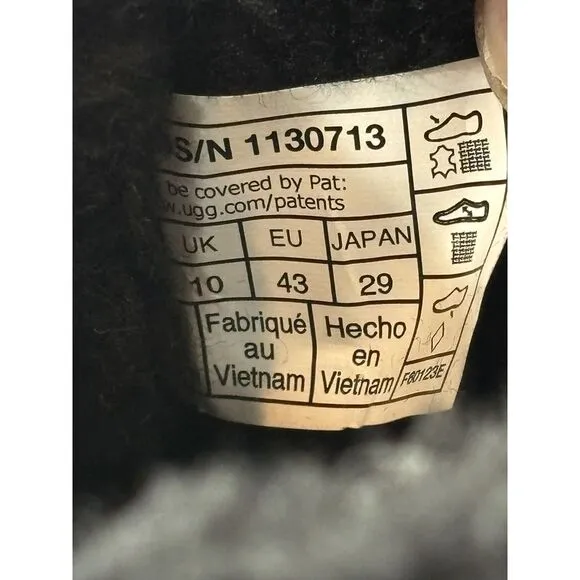 S/N 1130713
be covered by Pat:
w.ugg.com/patents
UK EU JAPAN
10 43 29
Fabriqué au Vietnam
Hecho en Vietnam
F60123E